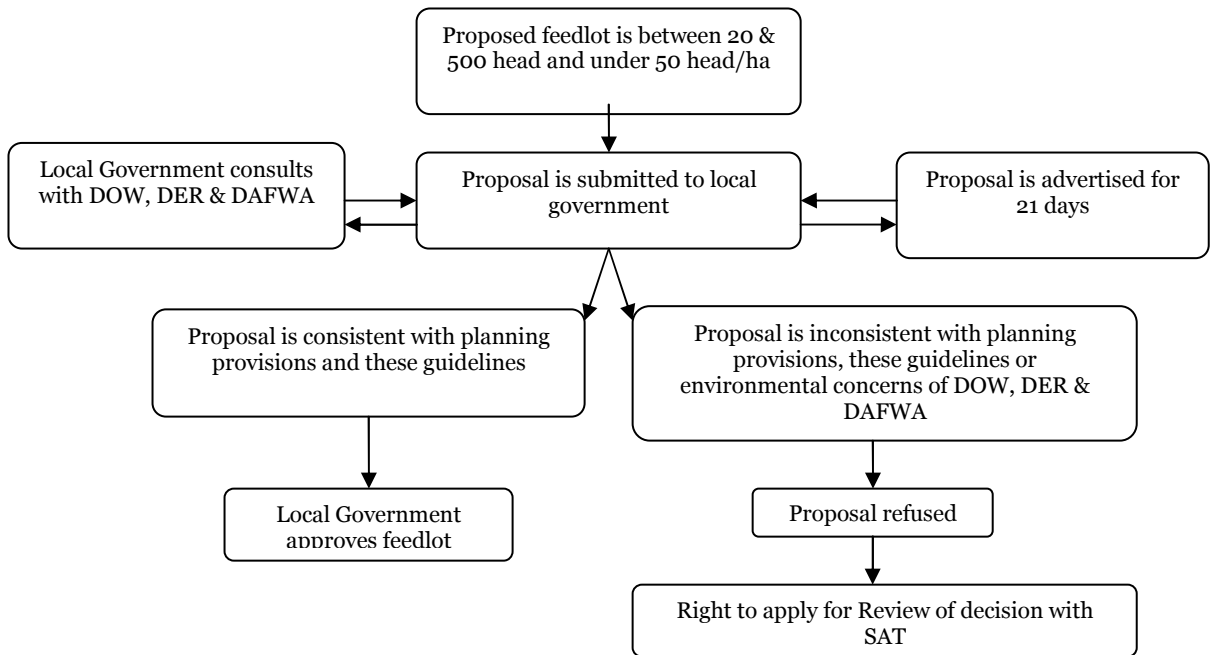 Proposed feedlot is between 20 &
500 head and under 50 head/ha
Local Government consults
with DOW, DER & DAFWA
Proposal is submitted to local
government
Proposal is advertised for
21 days
Proposal is consistent with planning
provisions and these guidelines
Proposal is inconsistent with planning
provisions, these guidelines or
environmental concerns of DOW, DER &
DAFWA
Local Government
approves feedlot
Proposal refused
Right to apply for Review of decision with
SAT